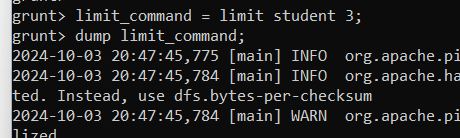 grunt> limit_command = limit student 3;
grunt> dump limit_command;
2024-10-03 20:47:45,775 [main] INFO  org.apache.pi
2024-10-03 20:47:45,784 [main] INFO  org.apache.ha
ted. Instead, use dfs.bytes-per-checksum
2024-10-03 20:47:45,784 [main] WARN  org.apache.pi
lized